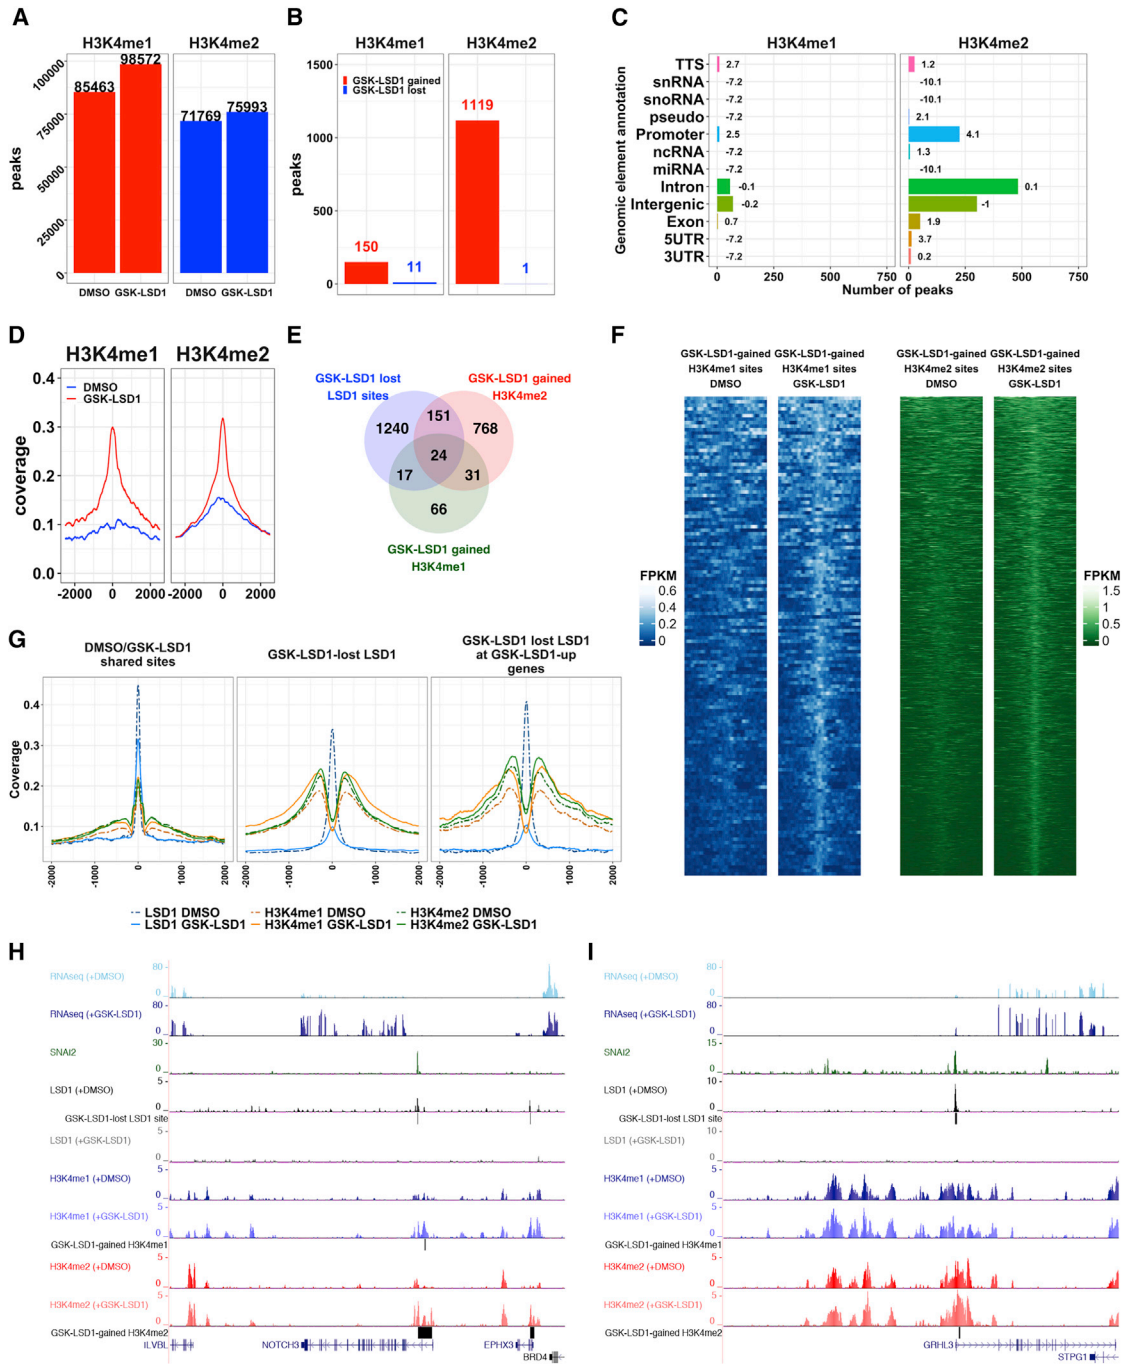 A
H3K4me1
H3K4me2
peaks
100000
75000
50000
25000
0
85463
98572
71769
75993
DMSO GSK-LSD1
DMSO GSK-LSD1
B
H3K4me1
H3K4me2
peaks
1500
1000
500
0
GSK-LSD1 gained
GSK-LSD1 lost
150
11
1119
1
C
H3K4me1
H3K4me2
Genomic element annotation
TTS 2.7 1.2
snRNA -7.2 -10.1
snoRNA -7.2 -10.1
pseudo -7.2 2.1
Promoter 2.5 4.1
ncRNA -7.2 1.3
miRNA -7.2 -10.1
Intron -0.1 0.1
Intergenic -0.2 -1
Exon 0.7 1.9
5UTR -7.2 3.7
3UTR -7.2 0.2
0 250 500 750
0 250 500 750
Number of peaks
D
H3K4me1
H3K4me2
coverage
0.4
0.3
0.2
0.1
0.0
DMSO
GSK-LSD1
-2000 0 2000
-2000 0 2000
E
GSK-LSD1 lost
LSD1 sites
GSK-LSD1 gained
H3K4me2
1240
151
768
24
17
31
66
GSK-LSD1 gained
H3K4me1
F
GSK-LSD1-gained
H3K4me1 sites
DMSO
GSK-LSD1-gained
H3K4me1 sites
GSK-LSD1
GSK-LSD1-gained
H3K4me2 sites
DMSO
GSK-LSD1-gained
H3K4me2 sites
GSK-LSD1
FPKM
0.6
0.4
0.2
0
FPKM
1.5
1
0.5
0
G
DMSO/GSK-LSD1
shared sites
GSK-LSD1-lost LSD1
GSK-LSD1 lost LSD1
at GSK-LSD1-up
genes
Coverage
0.4
0.3
0.2
0.1
-2000 -1000 0 1000 2000
-2000 -1000 0 1000 2000
-2000 -1000 0 1000 2000
LSD1 DMSO
H3K4me1 DMSO
H3K4me2 DMSO
LSD1 GSK-LSD1
H3K4me1 GSK-LSD1
H3K4me2 GSK-LSD1
H
RNAseq (+DMSO)
80
0
RNAseq (+GSK-LSD1)
80
0
SNAI2
30
0
LSD1 (+DMSO)
5
0
GSK-LSD1-lost LSD1 site
LSD1 (+GSK-LSD1)
5
0
H3K4me1 (+DMSO)
5
0
H3K4me1 (+GSK-LSD1)
5
0
GSK-LSD1-gained H3K4me1
H3K4me2 (+DMSO)
5
0
H3K4me2 (+GSK-LSD1)
5
0
GSK-LSD1-gained H3K4me2
ILVBL
NOTCH3
EPHX3
BRD4
I
RNAseq (+DMSO)
80
0
RNAseq (+GSK-LSD1)
80
0
SNAI2
15
0
LSD1 (+DMSO)
10
0
GSK-LSD1-lost LSD1 site
LSD1 (+GSK-LSD1)
10
0
H3K4me1 (+DMSO)
5
0
H3K4me1 (+GSK-LSD1)
5
0
GSK-LSD1-gained H3K4me1
H3K4me2 (+DMSO)
5
0
H3K4me2 (+GSK-LSD1)
5
0
GSK-LSD1-gained H3K4me2
GRHL3
STPG1